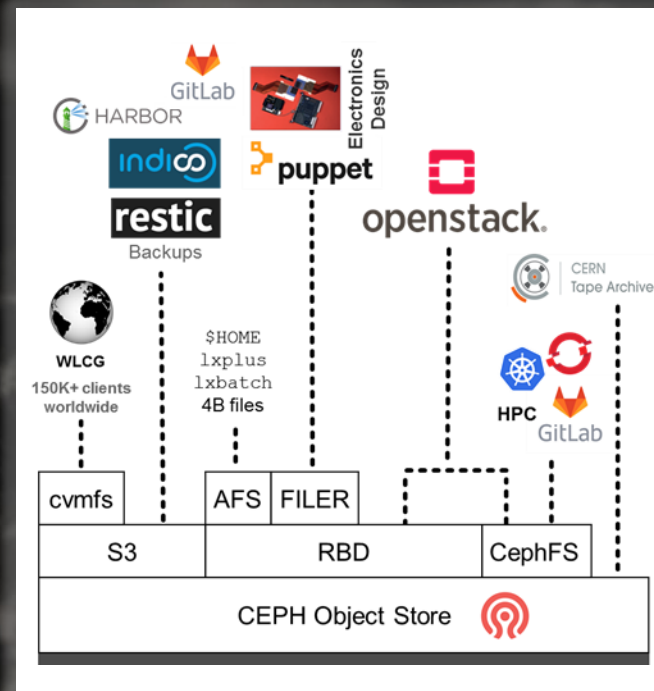 GitLab
HARBOR
indico
restic
Backups
Electronics
Design
puppet
openstack.
CERN
Tape Archive
WLCG
150K+ clients
worldwide
$HOME
lxplus
lxbatch
4B files
HPC
GitLab
cvmfs
AFS
FILER
S3
RBD
CephFS
CEPH Object Store